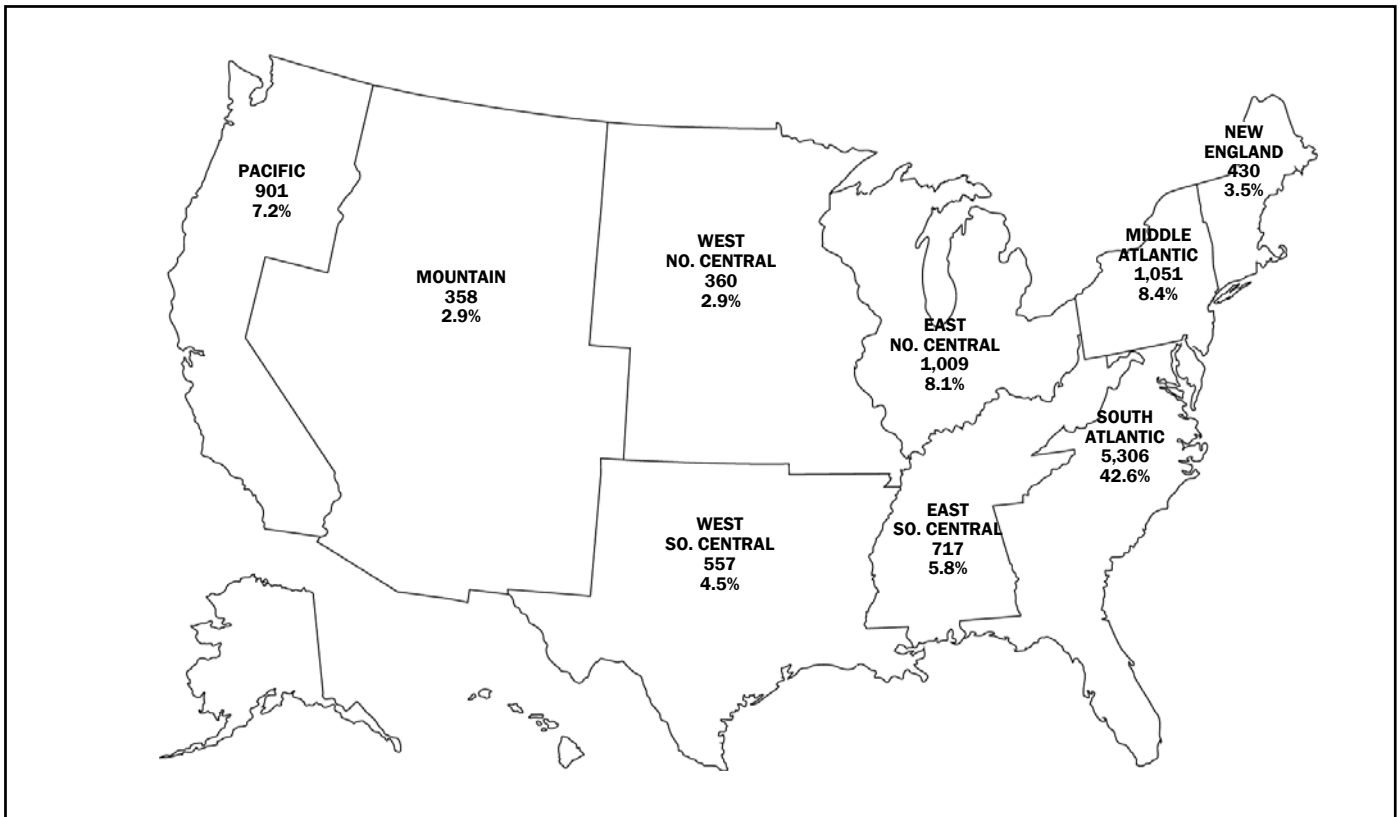 NEW
ENGLAND
430
3.5%
PACIFIC
901
7.2%
MIDDLE
ATLANTIC
1,051
8.4%
WEST
NO. CENTRAL
360
2.9%
MOUNTAIN
358
2.9%
EAST
NO. CENTRAL
1,009
8.1%
SOUTH
ATLANTIC
5,306
42.6%
EAST
SO. CENTRAL
717
5.8%
WEST
SO. CENTRAL
557
4.5%